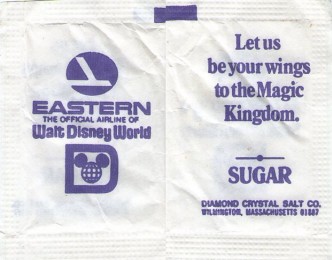 EASTERN
THE OFFICIAL AIRLINE OF
Walt Disney World
D
Let us
be your wings
to the Magic
Kingdom.
SUGAR
DIAMOND CRYSTAL SALT CO.
WILMINGTON, MASSACHUSETTS 01887